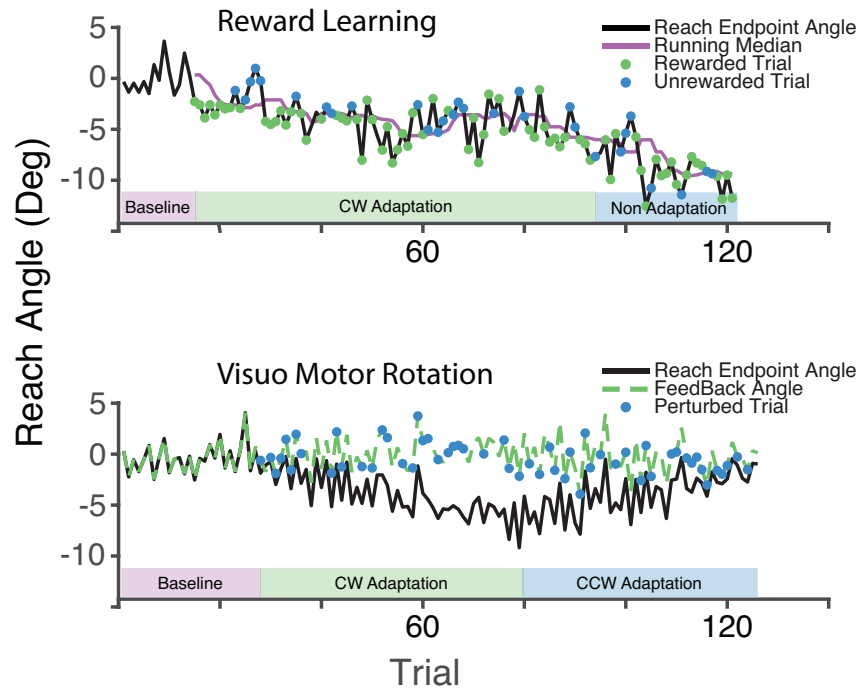 Reward Learning
Reach Endpoint Angle
Running Median
Rewarded Trial
Unrewarded Trial
5
0
-5
-10
Baseline
CW Adaptation
Non Adaptation
60
120
Reach Angle (Deg)
Visuo Motor Rotation
Reach Endpoint Angle
FeedBack Angle
Perturbed Trial
5
0
-5
-10
Baseline
CW Adaptation
CCW Adaptation
60
120
Trial